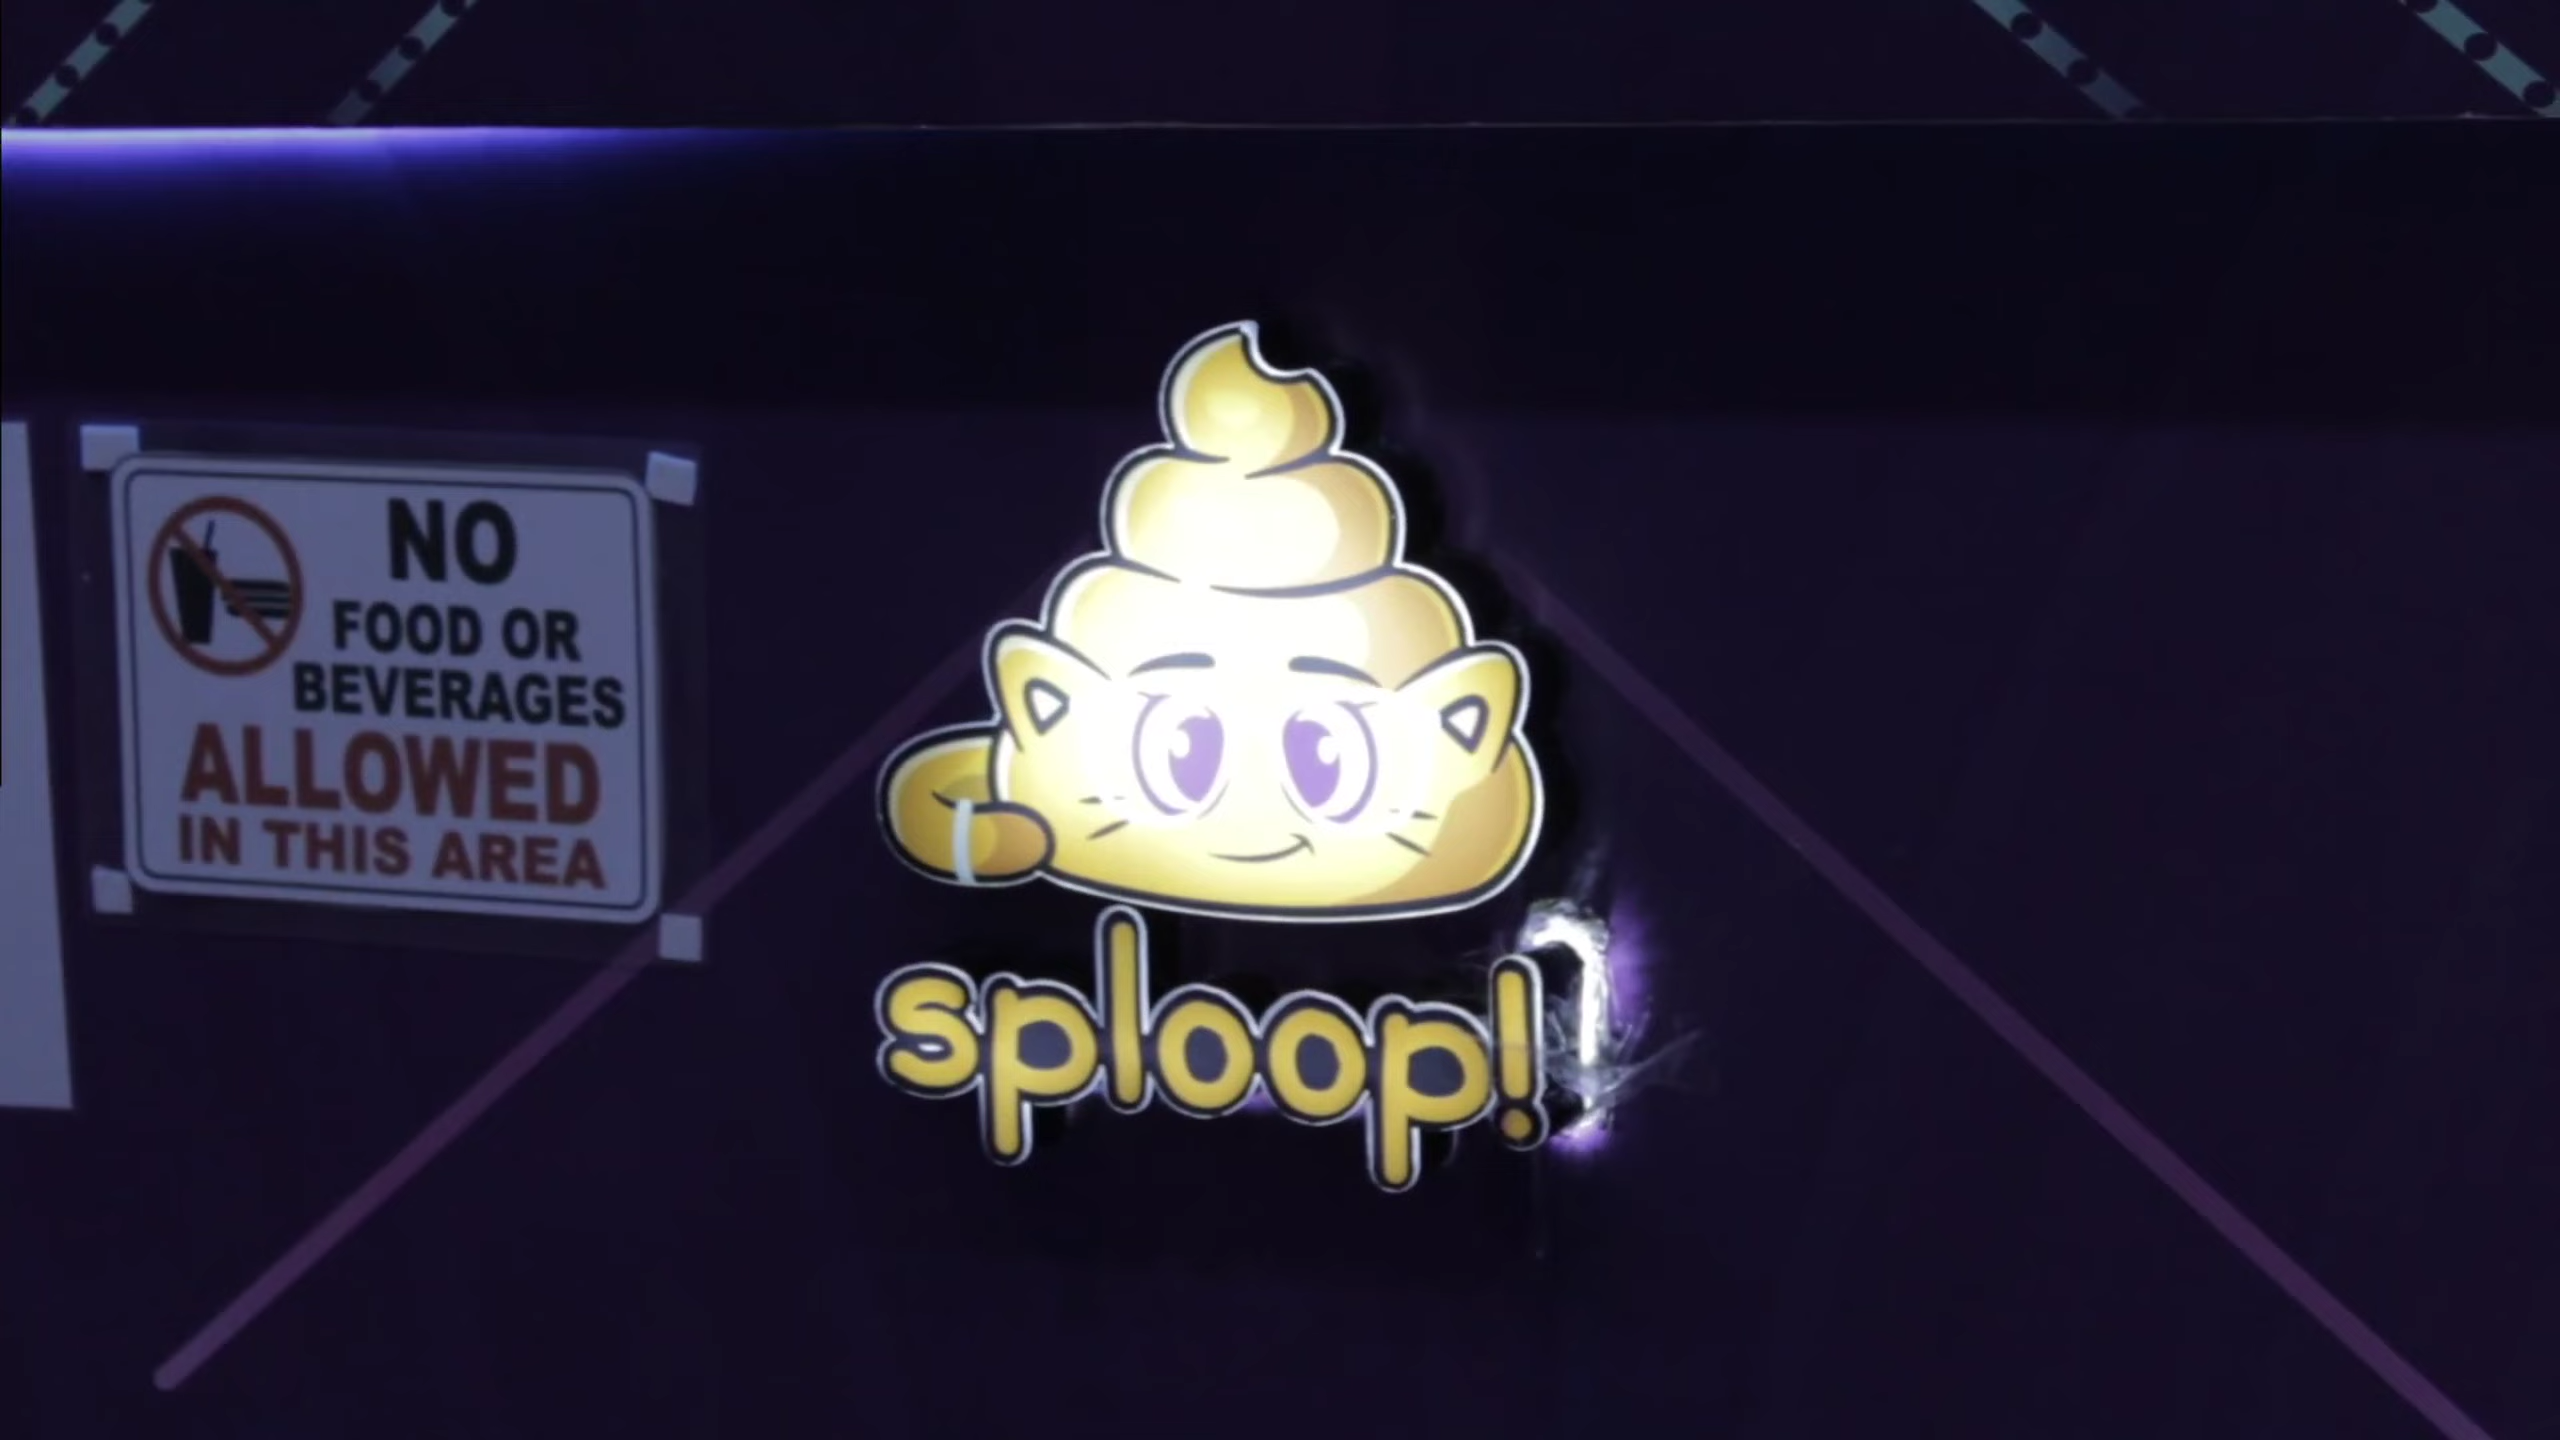 NO
FOOD OR
BEVERAGES
ALLOWED
IN THIS AREA
sploop!